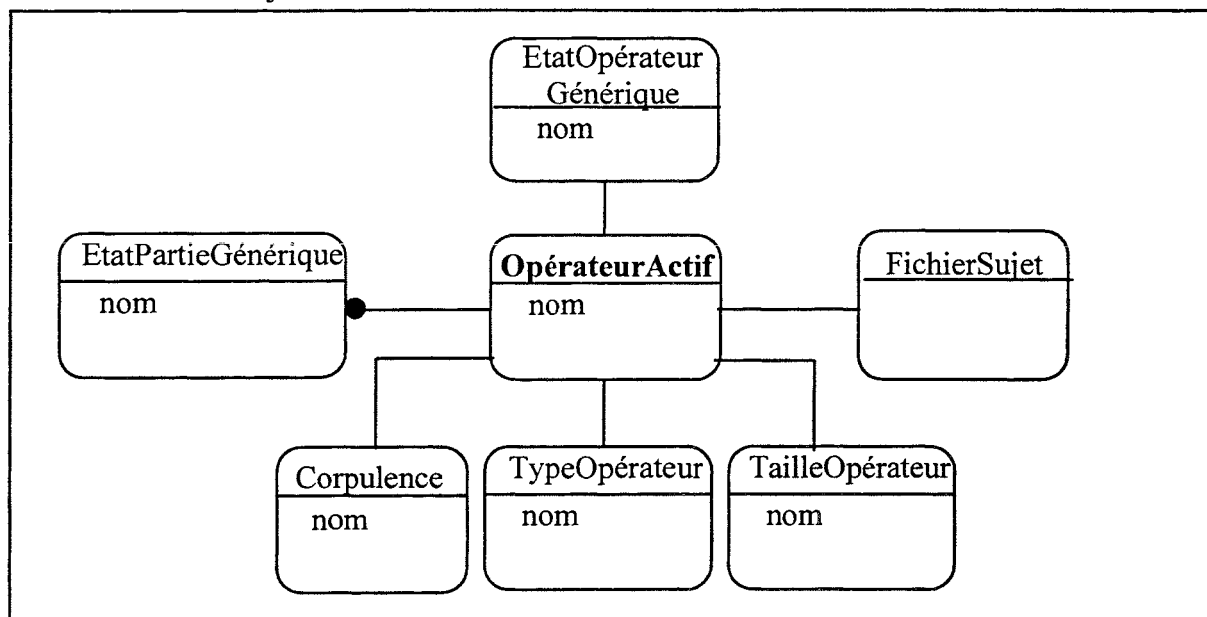 EtatOpérateur
Générique
nom
EtatPartieGénérique
nom
OpérateurActif
nom
FichierSujet
Corpulence
nom
TypeOpérateur
nom
TailleOpérateur
nom